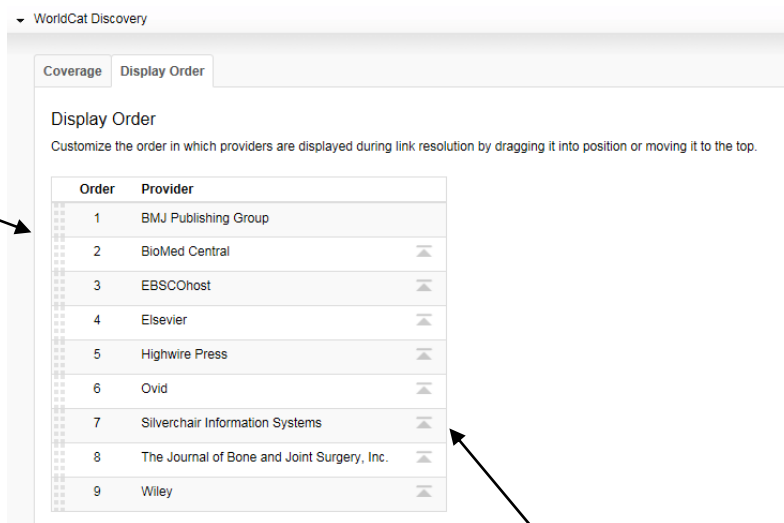 WorldCat Discovery
Coverage Display Order
Display Order
Customize the order in which providers are displayed during link resolution by dragging it into position or moving it to the top.
Order Provider
1 BMJ Publishing Group
2 BioMed Central
3 EBSCOhost
4 Elsevier
5 Highwire Press
6 Ovid
7 Silverchair Information Systems
8 The Journal of Bone and Joint Surgery, Inc.
9 Wiley